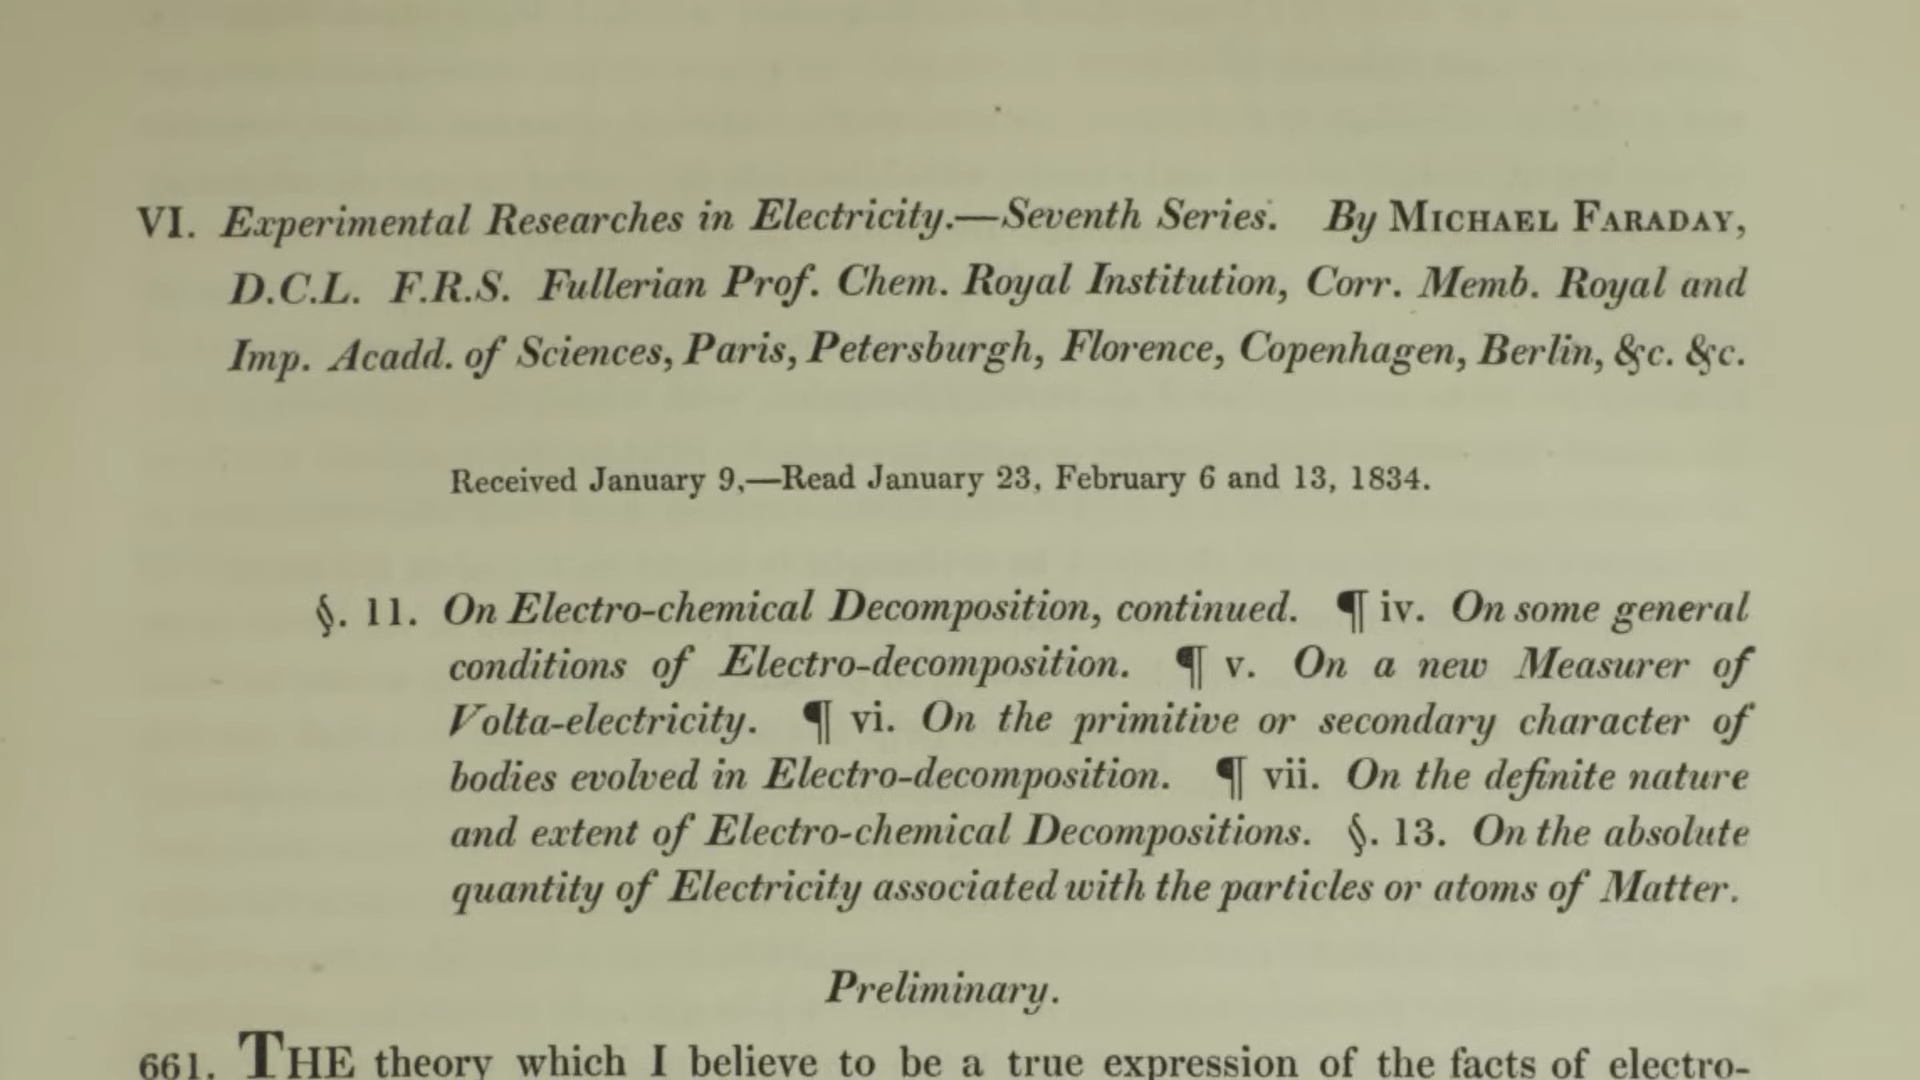 VI. Experimental Researches in Electricity.—Seventh Series. By MICHAEL FARADAY,
D.C.L. F.R.S. Fullerian Prof. Chem. Royal Institution, Corr. Memb. Royal and
Imp. Acadd. of Sciences, Paris, Petersburgh, Florence, Copenhagen, Berlin, &c. &c.
Received January 9,—Read January 23, February 6 and 13, 1834.
§. 11. On Electro-chemical Decomposition, continued. ¶ iv. On some general
conditions of Electro-decomposition. ¶ v. On a new Measurer of
Volta-electricity. ¶ vi. On the primitive or secondary character of
bodies evolved in Electro-decomposition. ¶ vii. On the definite nature
and extent of Electro-chemical Decompositions. §. 13. On the absolute
quantity of Electricity associated with the particles or atoms of Matter.
Preliminary.
661. THE theory which I believe to be a true expression of the facts of electro-